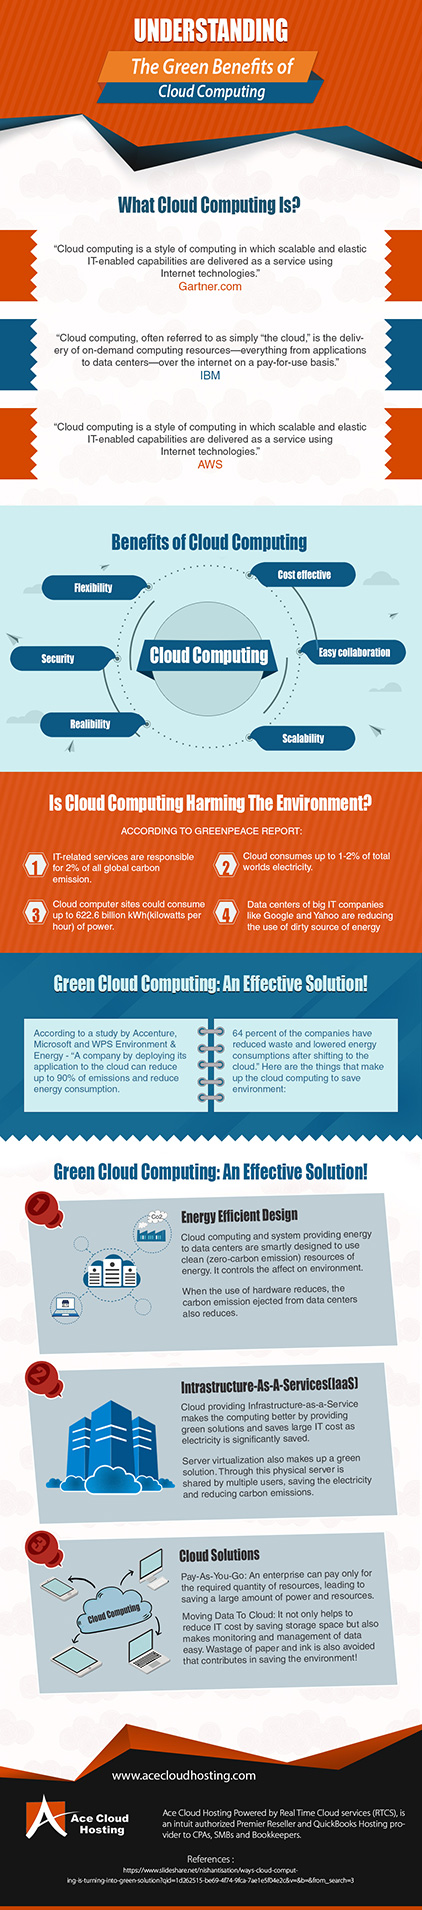 UNDERSTANDING
The Green Benefits of
Cloud Computing
What Cloud Computing Is?
“Cloud computing is a style of computing in which scalable and elastic
IT-enabled capabilities are delivered as a service using
Internet technologies.”
Gartner.com
“Cloud computing, often referred to as simply “the cloud,” is the deliv-
ery of on-demand computing resources—everything from applications
to data centers—over the internet on a pay-for-use basis.”
IBM
“Cloud computing is a style of computing in which scalable and elastic
IT-enabled capabilities are delivered as a service using
Internet technologies.”
AWS
Benefits of Cloud Computing
Flexibility
Cost effective
Security
Cloud Computing
Easy collaboration
Realibility
Scalability
Is Cloud Computing Harming The Environment?
ACCORDING TO GREENPEACE REPORT:
1
IT-related services are responsible
for 2% of all global carbon
emission.
2
Cloud consumes up to 1-2% of total
worlds electricity.
3
Cloud computer sites could consume
up to 622.6 billion kWh(kilowatts per
hour) of power.
4
Data centers of big IT companies
like Google and Yahoo are reducing
the use of dirty source of energy
Green Cloud Computing: An Effective Solution!
According to a study by Accenture,
Microsoft and WPS Environment &
Energy - “A company by deploying its
application to the cloud can reduce
up to 90% of emissions and reduce
energy consumption.
64 percent of the companies have
reduced waste and lowered energy
consumptions after shifting to the
cloud.” Here are the things that make
up the cloud computing to save
environment:
Green Cloud Computing: An Effective Solution!
1
Co2
Energy Efficient Design
Cloud computing and system providing energy
to data centers are smartly designed to use
clean (zero-carbon emission) resources of
energy. It controls the affect on environment.
When the use of hardware reduces, the
carbon emission ejected from data centers
also reduces.
2
Intrastructure-As-A-Services(IaaS)
Cloud providing Infrastructure-as-a-Service
makes the computing better by providing
green solutions and saves large IT cost as
electricity is significantly saved.
Server virtualization also makes up a green
solution. Through this physical server is
shared by multiple users, saving the electricity
and reducing carbon emissions.
3
Cloud Computing
Cloud Solutions
Pay-As-You-Go: An enterprise can pay only for
the required quantity of resources, leading to
saving a large amount of power and resources.
Moving Data To Cloud: It not only helps to
reduce IT cost by saving storage space but also
makes monitoring and management of data
easy. Wastage of paper and ink is also avoided
that contributes in saving the environment!
www.acecloudhosting.com
Ace Cloud
Hosting
Ace Cloud Hosting Powered by Real Time Cloud services (RTCS), is
an intuit authorized Premier Reseller and QuickBooks Hosting pro-
vider to CPAs, SMBs and Bookkeepers.
References :
https://www.slideshare.net/nishantisation/ways-cloud-comput-
ing-is-turning-into-green-solution?qid=1d262515-be69-4f74-9fca-7ae1e5f04e2c&v=&b=&from_search=3